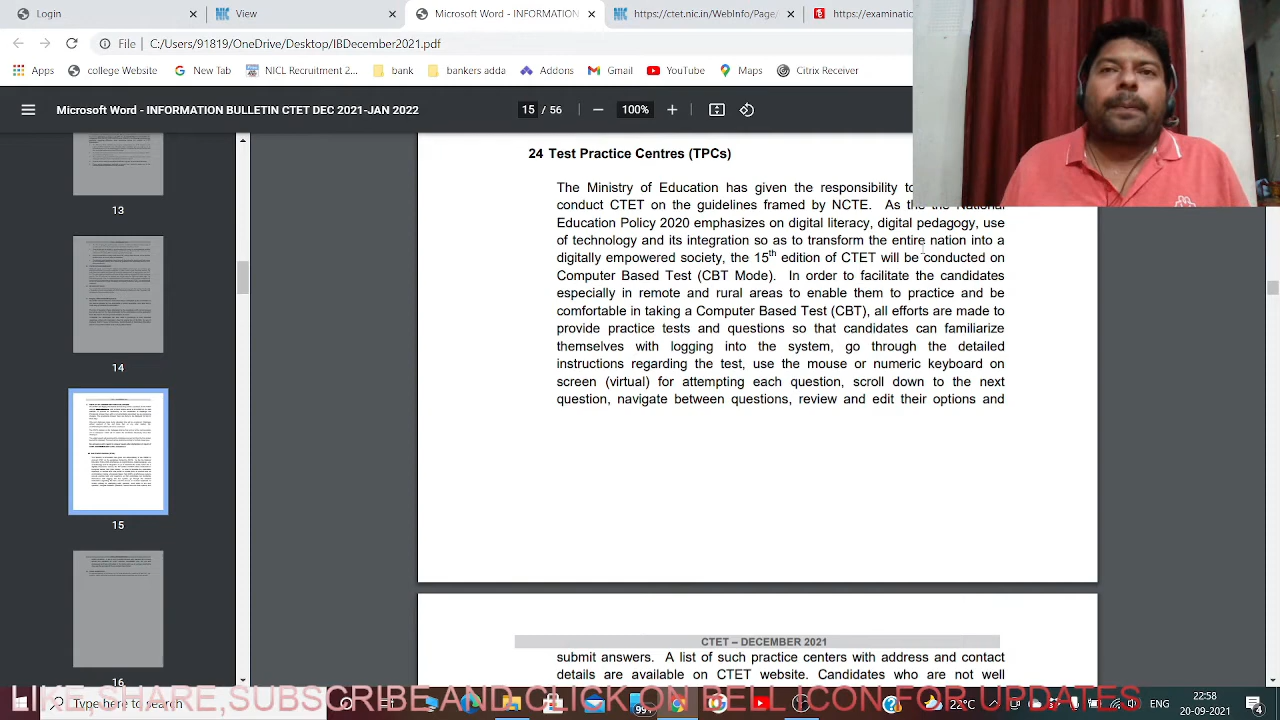 Login
View
Microsoft Word - INFORMATION
https://ctet.nic.in/WebInfo/Page/
https://examination
File
C:/Users/81871/OneDrive/Desktop/IBDecember2021.pdf
Apps
college Website
New Tab
NICL Recruitment 2...
bankers adda
Addons
Gmail
YouTube
Maps
Citrix Receiver
Microsoft Word - INFORMATION BULLETIN CTET DEC 2021-JAN 2022
15 / 56
100%
13
14
15
16
24 Test Practice Centres (TPCs)
The Ministry of Education has given the responsibility to
conduct CTET on the guidelines framed by NCTE. As the the National
Education Policy 2020 emphasizes on digital literacy, digital pedagogy, use
of technology and its integration so as to transform the entire nation into a
digitally empowered society, the 15th edition of CTET will be conducted on
Computer Based Test (CBT Mode). In order to facilitate the candidates
especially in remote and rural areas to enable them to practice and be
comfortable in taking a Computer Based Test (CBT), all efforts are made to
provide practice tests and questions so that candidates can familiarize
themselves with logging into the system, go through the detailed
instructions regarding the test, use the mouse or numeric keyboard on
screen (virtual) for attempting each question, scroll down to the next
question, navigate between questions, review and edit their options and
CTET – DECEMBER 2021
submit answers. A list of such practice centers with address and contact
details are available on CTET website. Candidates who are not well
AND CLICK ON BELL ICON FOR UPDATES
Type here to search
99+
ENG
22:58
20-09-2021